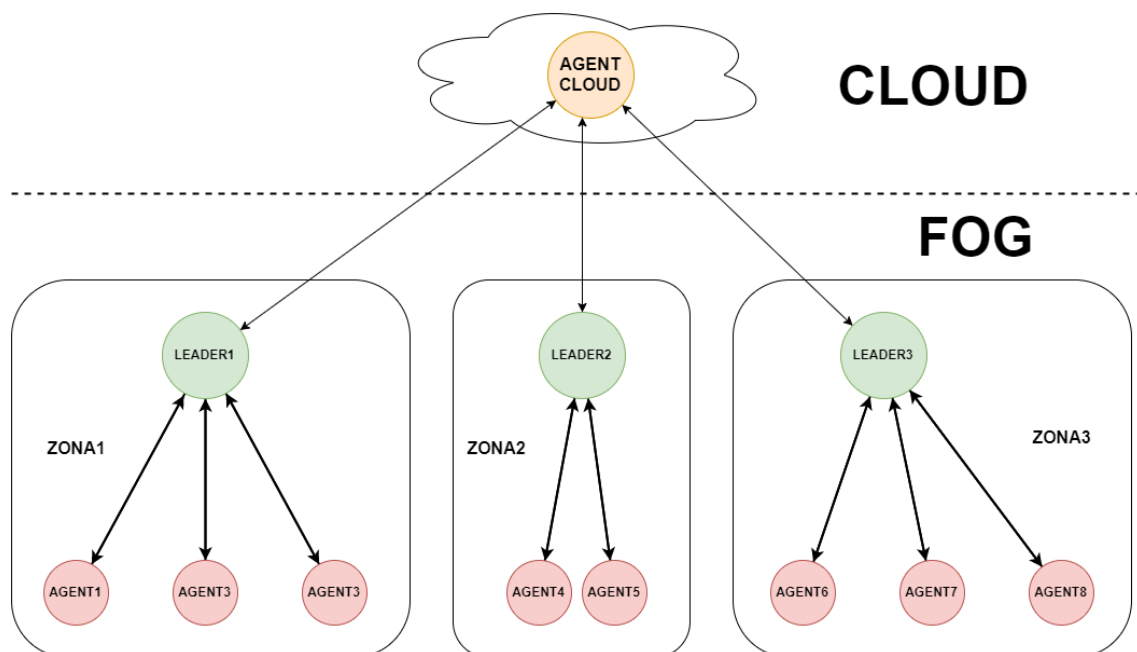 AGENT
CLOUD
CLOUD
FOG
LEADER1
LEADER2
LEADER3
ZONA1
ZONA2
ZONA3
AGENT1
AGENT3
AGENT3
AGENT4
AGENT5
AGENT6
AGENT7
AGENT8